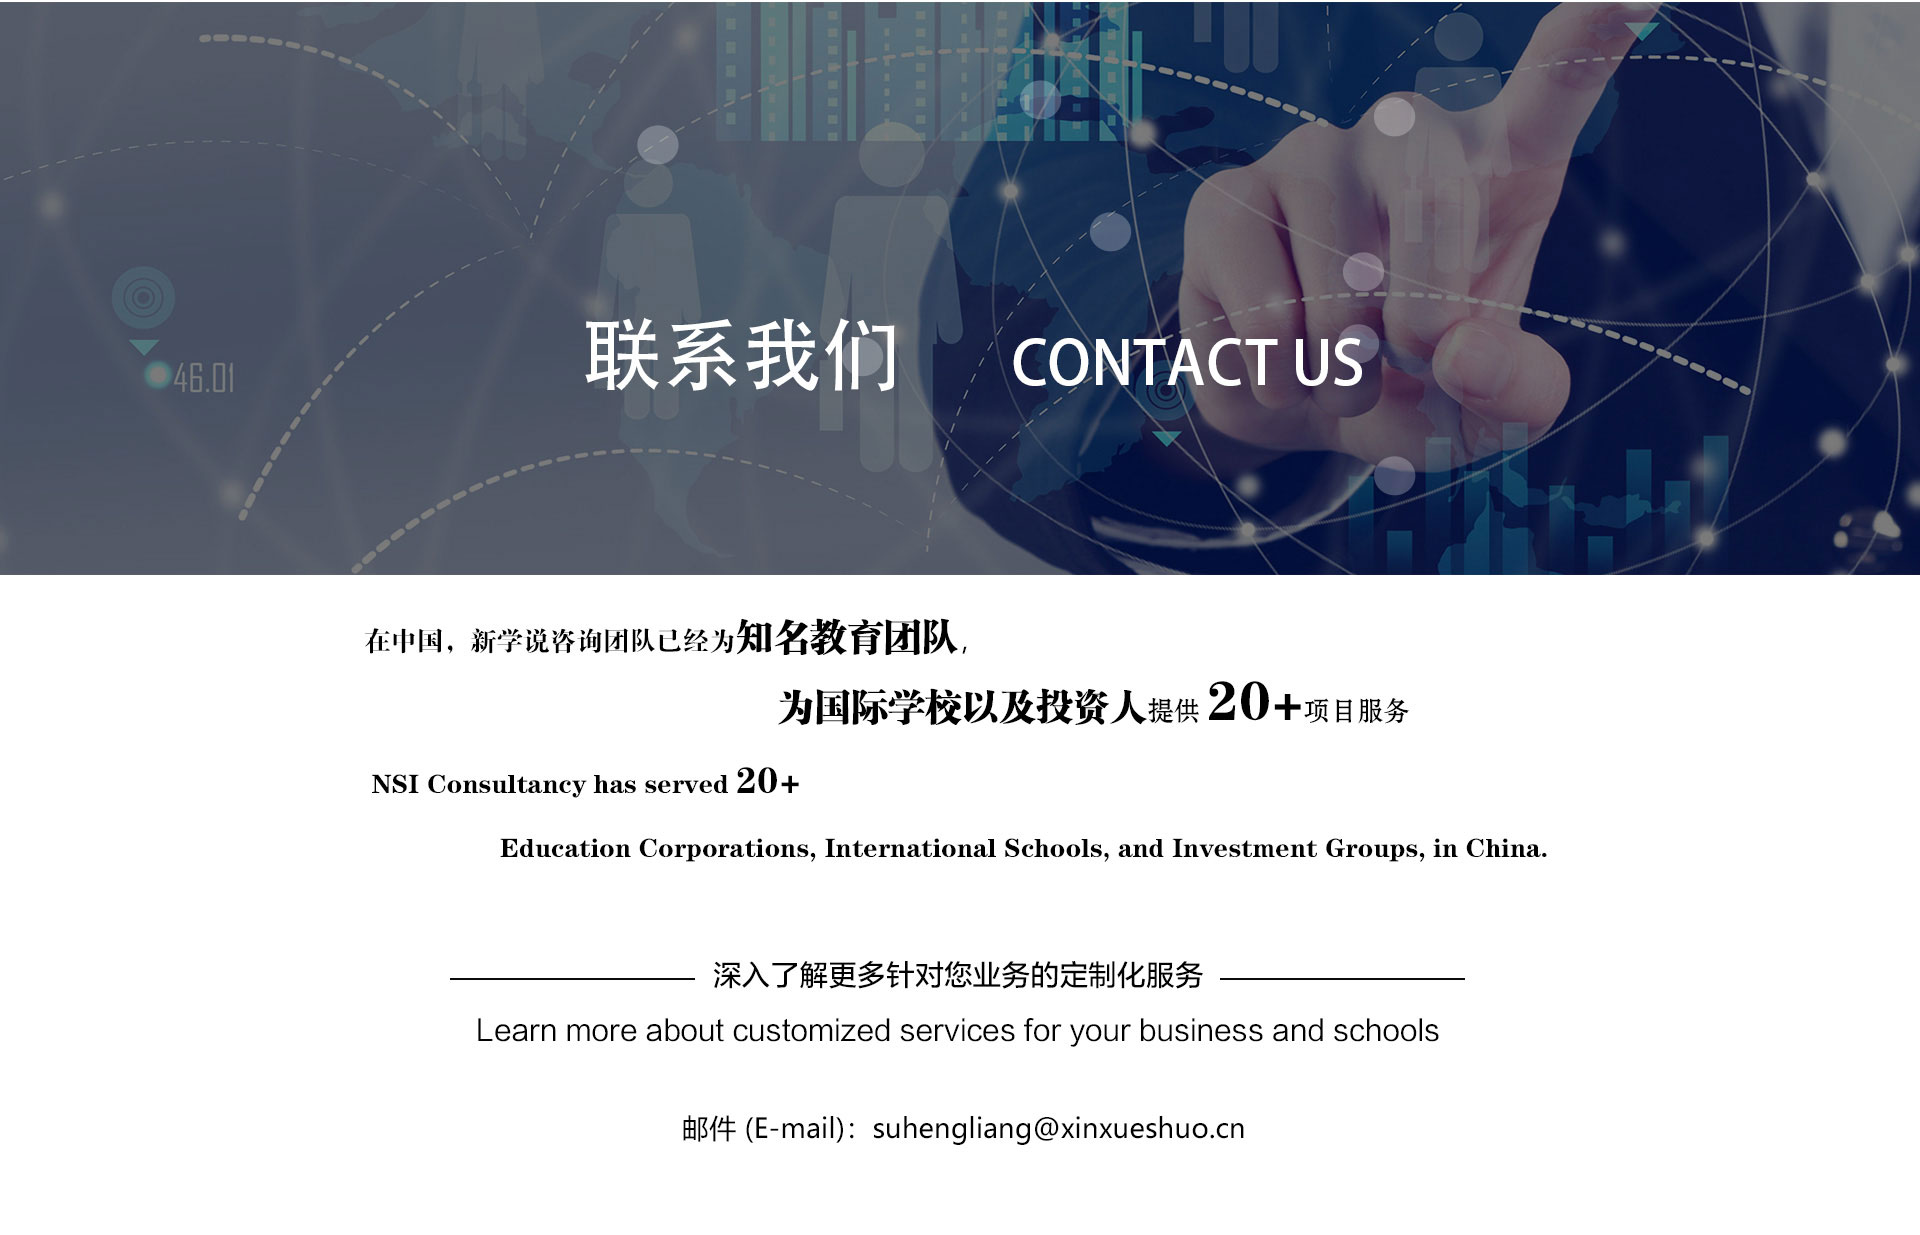 46.01
联系我们 CONTACT US
在中国，新学说咨询团队已经为知名教育团队，
为国际学校以及投资人提供 20+项目服务
NSI Consultancy has served 20+
Education Corporations, International Schools, and Investment Groups, in China.
深入了解更多针对您业务的定制化服务
Learn more about customized services for your business and schools
邮件 (E-mail)：suhengliang@xinxueshuo.cn